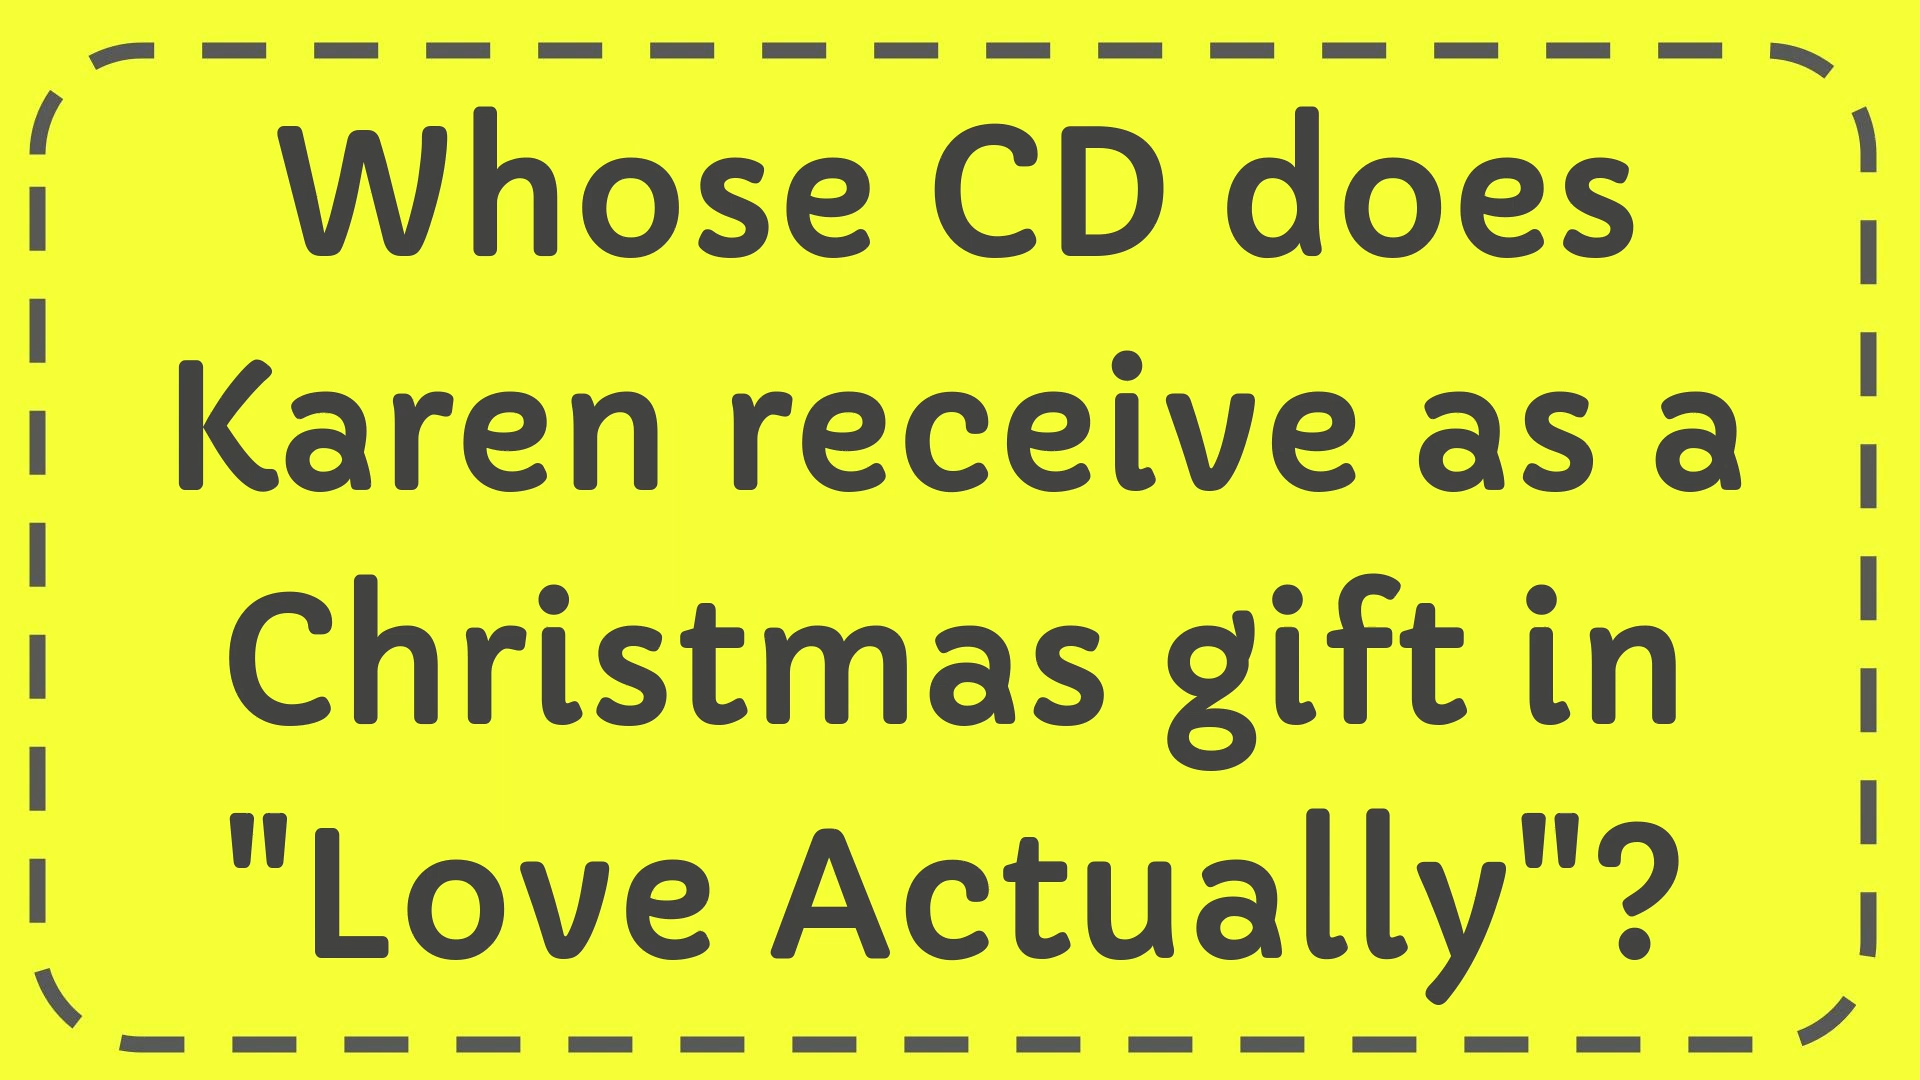 Whose CD does
Karen receive as a
Christmas gift in
"Love Actually"?